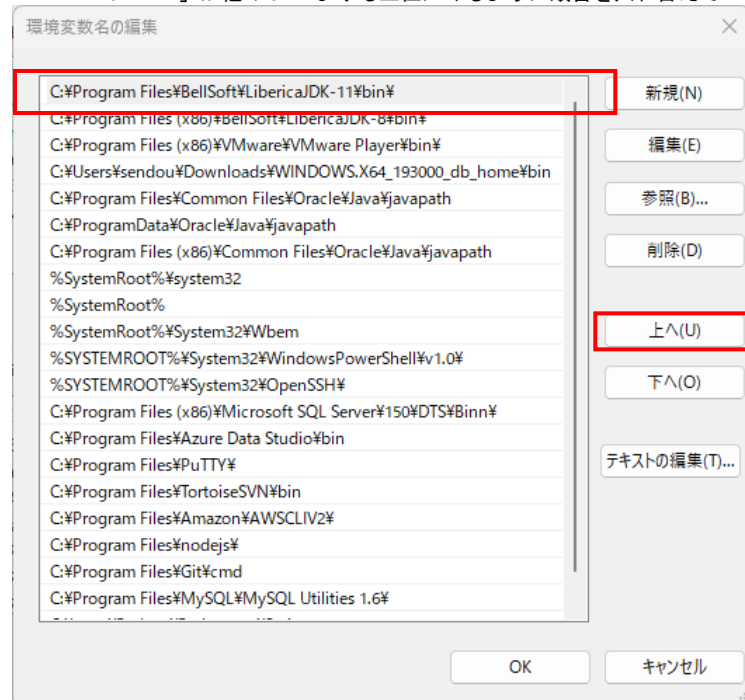 環境変数名の編集
C:¥Program Files¥BellSoft¥LibericaJDK-11¥bin¥
C:¥Program Files (x86)¥BellSoft¥LibericaJDK-8¥bin¥
C:¥Program Files (x86)¥VMware¥VMware Player¥bin¥
C:¥Users¥sendou¥Downloads¥WINDOWS.X64_193000_db_home¥bin
C:¥Program Files¥Common Files¥Oracle¥Java¥javapath
C:¥ProgramData¥Oracle¥Java¥javapath
C:¥Program Files (x86)¥Common Files¥Oracle¥Java¥javapath
%SystemRoot%¥system32
%SystemRoot%
%SystemRoot%¥System32¥Wbem
%SYSTEMROOT%¥System32¥WindowsPowerShell¥v1.0¥
%SYSTEMROOT%¥System32¥OpenSSH¥
C:¥Program Files (x86)¥Microsoft SQL Server¥150¥DTS¥Binn¥
C:¥Program Files¥Azure Data Studio¥bin
C:¥Program Files¥PuTTY¥
C:¥Program Files¥TortoiseSVN¥bin
C:¥Program Files¥Amazon¥AWSCLIV2¥
C:¥Program Files¥nodejs¥
C:¥Program Files¥Git¥cmd
C:¥Program Files¥MySQL¥MySQL Utilities 1.6¥
新規(N)
編集(E)
参照(B)...
削除(D)
上へ(U)
下へ(O)
テキストの編集(T)...
OK
キャンセル